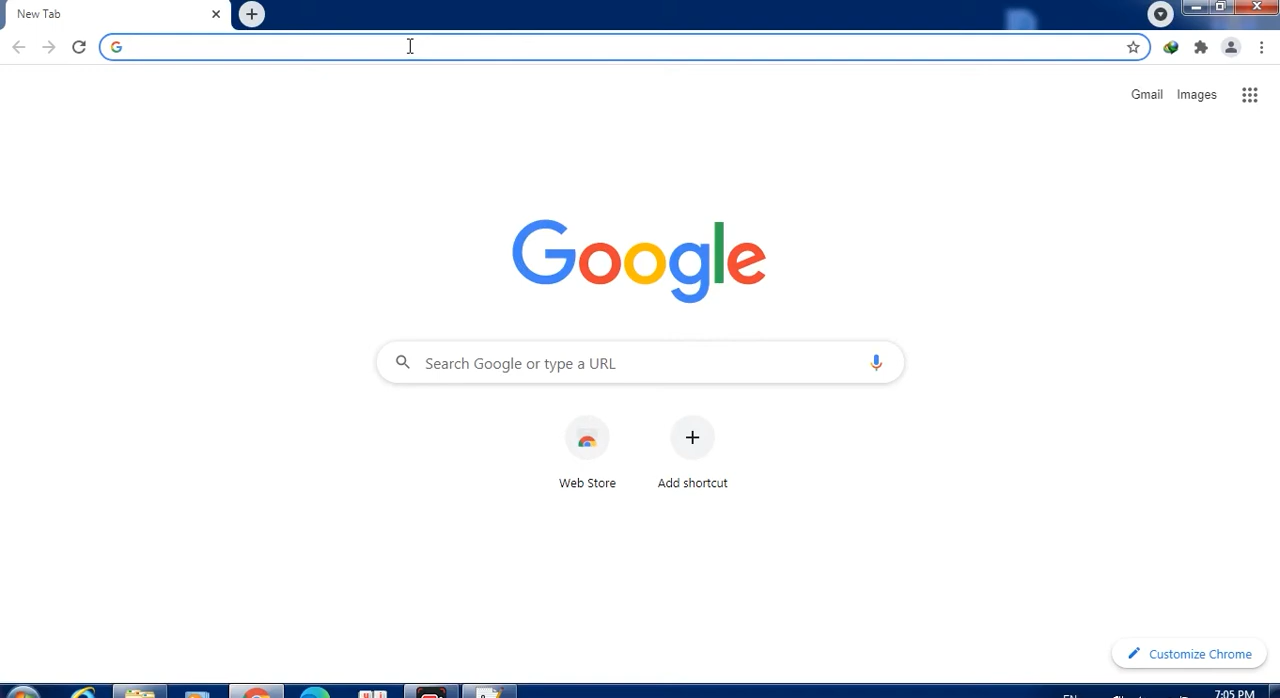 New Tab
Gmail Images
Google
Search Google or type a URL
Web Store
Add shortcut
Customize Chrome
EN
7:05 PM